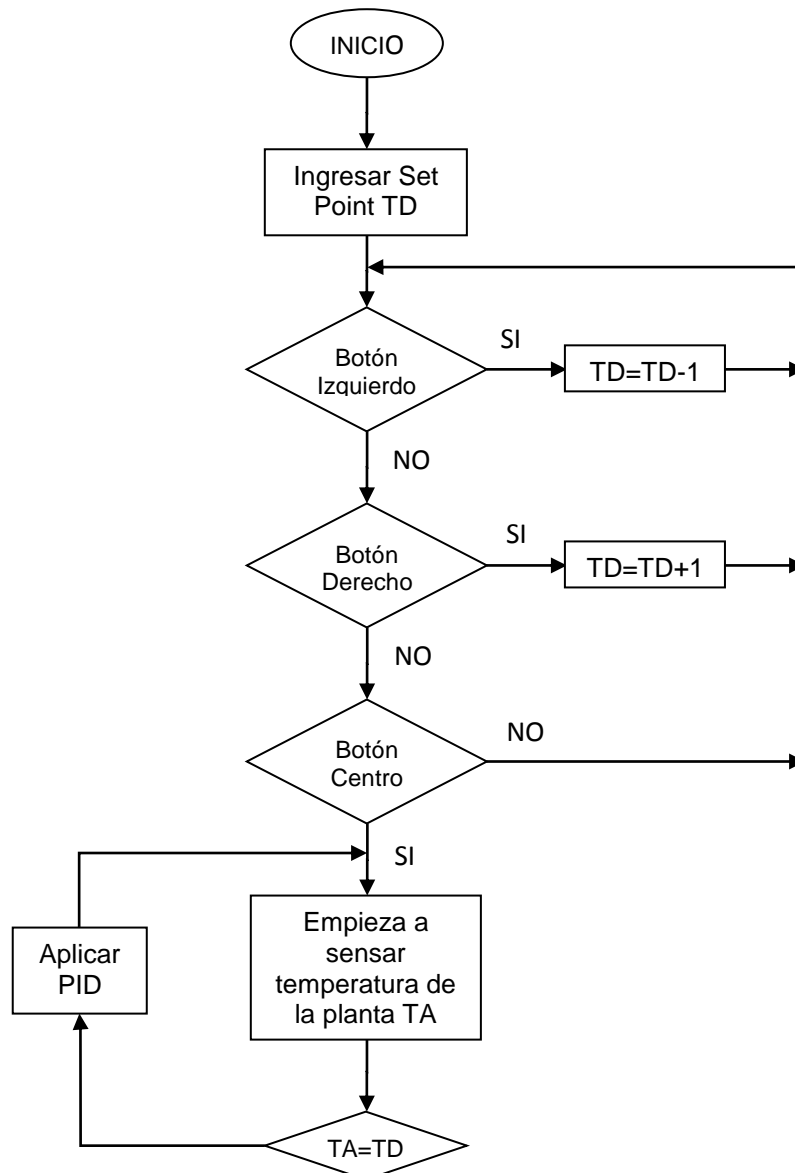 INICIO
Ingresar Set
Point TD
Botón
Izquierdo
SI
TD=TD-1
NO
Botón
Derecho
SI
TD=TD+1
NO
Botón
Centro
NO
SI
Empieza a
sensar
temperatura de
la planta TA
Aplicar
PID
TA=TD